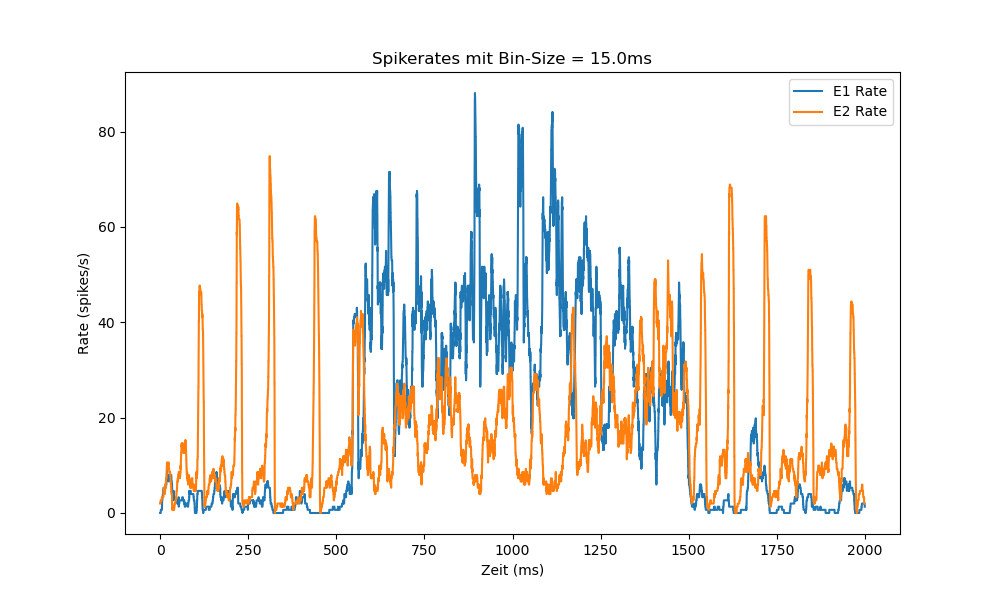 Spikerates mit Bin-Size = 15.0ms
E1 Rate
E2 Rate
Rate (spikes/s)
80
60
40
20
0
0 250 500 750 1000 1250 1500 1750 2000
Zeit (ms)